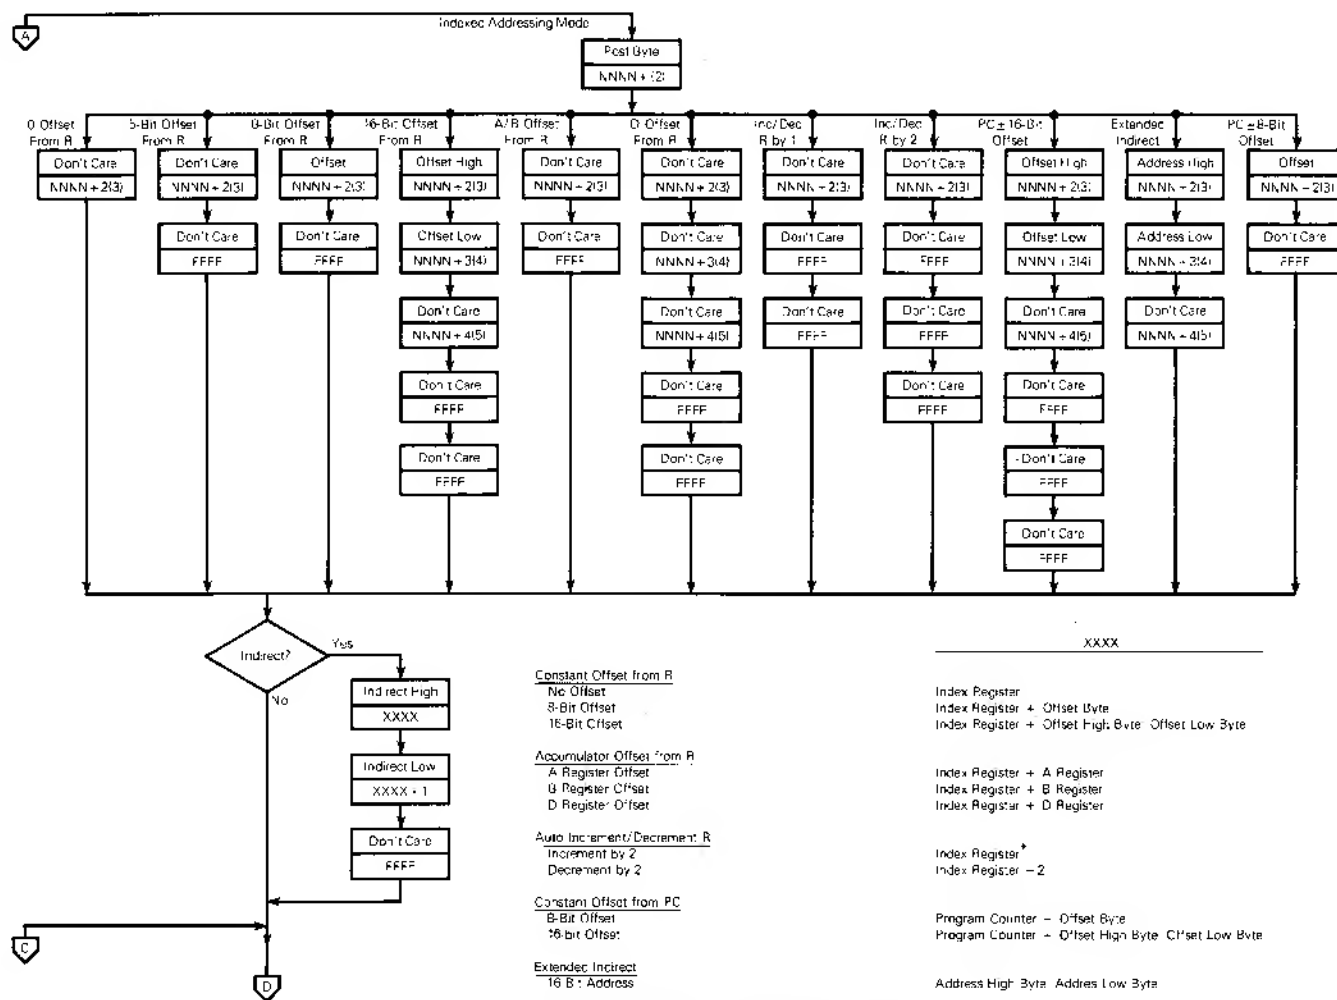 A
Indexed Addressing Mode
Post Byte
NNNN + (2)
0 Offset From R
5-Bit Offset From R
8-Bit Offset From R
16-Bit Offset From R
A/B Offset From R
D Offset From R
Inc/Dec R by 1
Inc/Dec R by 2
PC ± 16-Bit Offset
Extended Indirect
PC ± 8-Bit Offset
Don't Care
NNNN + 2(3)
Don't Care
NNNN + 2(3)
Don't Care
FFFF
Offset
NNNN + 2(3)
Don't Care
FFFF
Offset High
NNNN + 2(3)
Offset Low
NNNN + 3(4)
Don't Care
NNNN + 4(5)
Don't Care
FFFF
Don't Care
FFFF
Don't Care
NNNN + 2(3)
Don't Care
FFFF
Don't Care
NNNN + 2(3)
Don't Care
NNNN + 3(4)
Don't Care
NNNN + 4(5)
Don't Care
FFFF
Don't Care
FFFF
Don't Care
NNNN + 2(3)
Don't Care
FFFF
Don't Care
FFFF
Don't Care
NNNN + 2(3)
Don't Care
FFFF
Don't Care
FFFF
Don't Care
FFFF
Offset High
NNNN + 2(3)
Offset Low
NNNN + 3(4)
Don't Care
NNNN + 4(5)
Don't Care
FFFF
Don't Care
FFFF
Don't Care
FFFF
Address High
NNNN + 2(3)
Address Low
NNNN + 3(4)
Don't Care
NNNN + 4(5)
Offset
NNNN + 2(3)
Don't Care
FFFF
Indirect?
Yes
No
Indirect High
XXXX
Indirect Low
XXXX + 1
Don't Care
FFFF
C
D
XXXX
Constant Offset from R
No Offset Index Register
8-Bit Offset Index Register + Offset Byte
16-Bit Offset Index Register + Offset High Byte Offset Low Byte
Accumulator Offset from R
A Register Offset Index Register + A Register
B Register Offset Index Register + B Register
D Register Offset Index Register + D Register
Auto Increment/Decrement R
Increment by 2 Index Register*
Decrement by 2 Index Register − 2
Constant Offset from PC
8-Bit Offset Program Counter + Offset Byte
16-bit Offset Program Counter + Offset High Byte Offset Low Byte
Extended Indirect
16 Bit Address Address High Byte Addres Low Byte